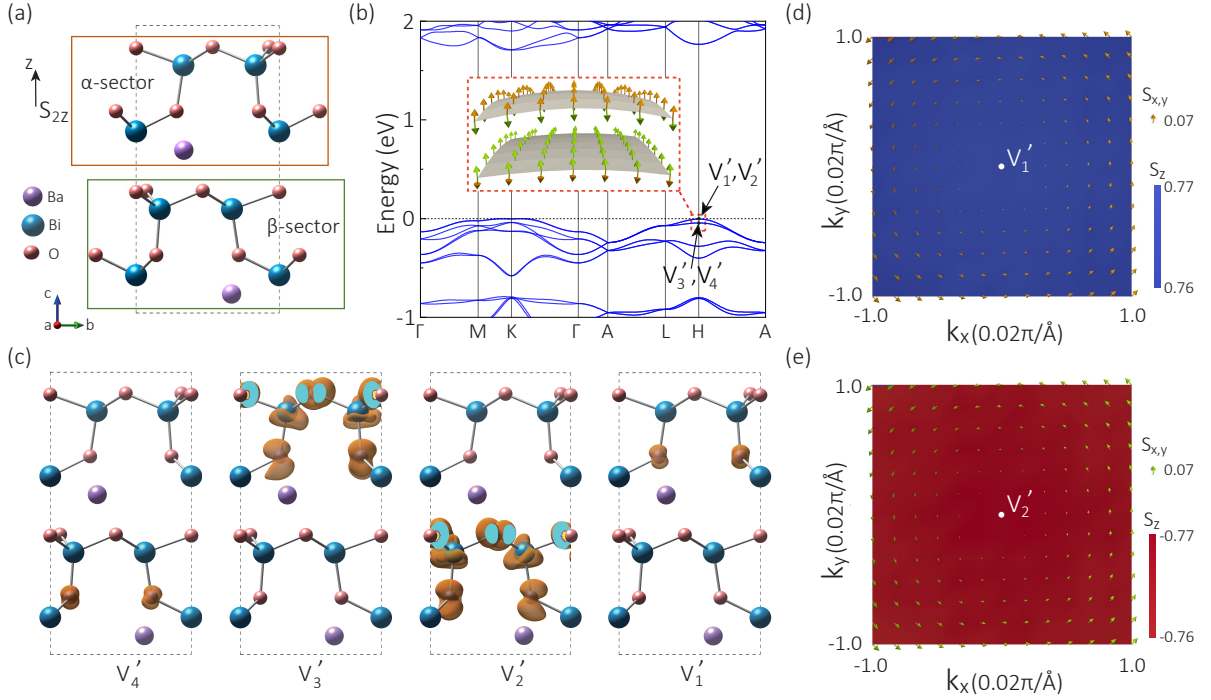 (a)
z
S2Z
α-sector
β-sector
Ba
Bi
O
c
a
b
(b)
Energy (eV)
2
1
0
-1
V1′,V2′
V3′,V4′
Γ
M
K
Γ
A
L
H
A
(c)
V4′
V3′
V2′
V1′
(d)
1.0
ky(0.02π/Å)
-1.0
V1′
-1.0
1.0
kx(0.02π/Å)
Sx,y
0.07
Sz
0.77
0.76
(e)
1.0
ky(0.02π/Å)
-1.0
V2′
-1.0
1.0
kx(0.02π/Å)
Sx,y
0.07
Sz
-0.77
-0.76